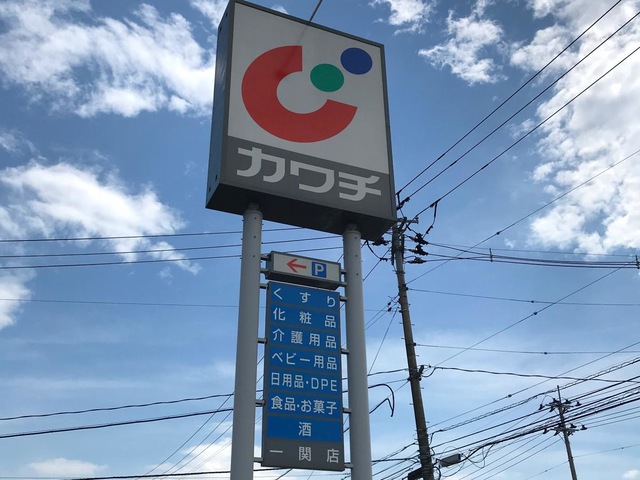 カワチ
P
くすり
化粧品
介護用品
ベビー用品
日用品・DPE
食品・お菓子
酒
一関店